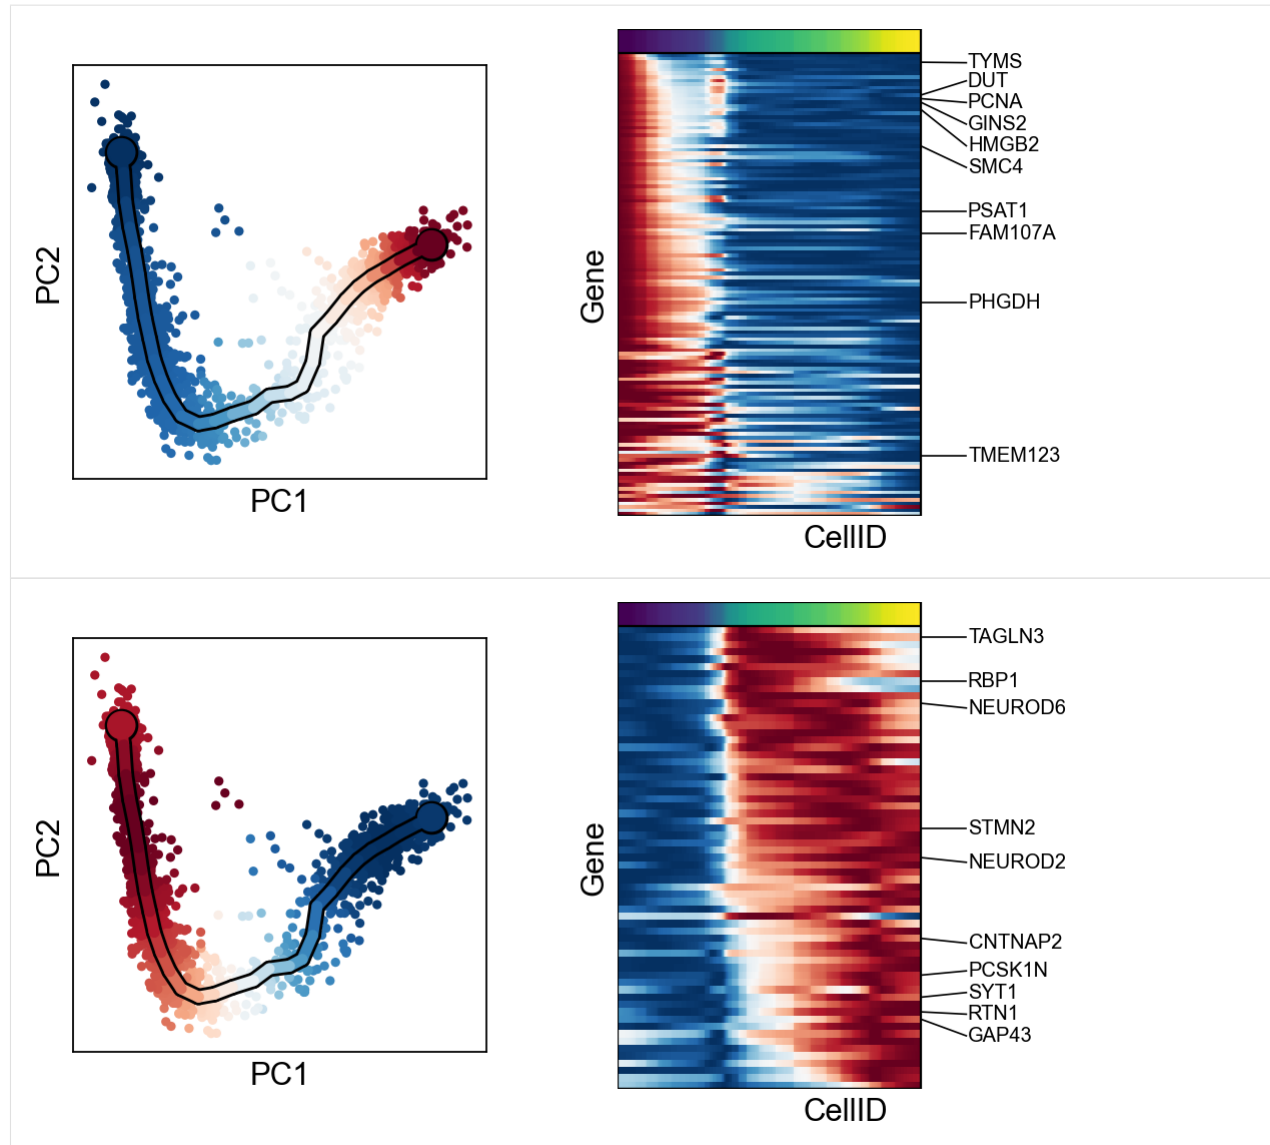 PC2
PC1
Gene
CellID
TYMS
DUT
PCNA
GINS2
HMGB2
SMC4
PSAT1
FAM107A
PHGDH
TMEM123
PC2
PC1
Gene
CellID
TAGLN3
RBP1
NEUROD6
STMN2
NEUROD2
CNTNAP2
PCSK1N
SYT1
RTN1
GAP43